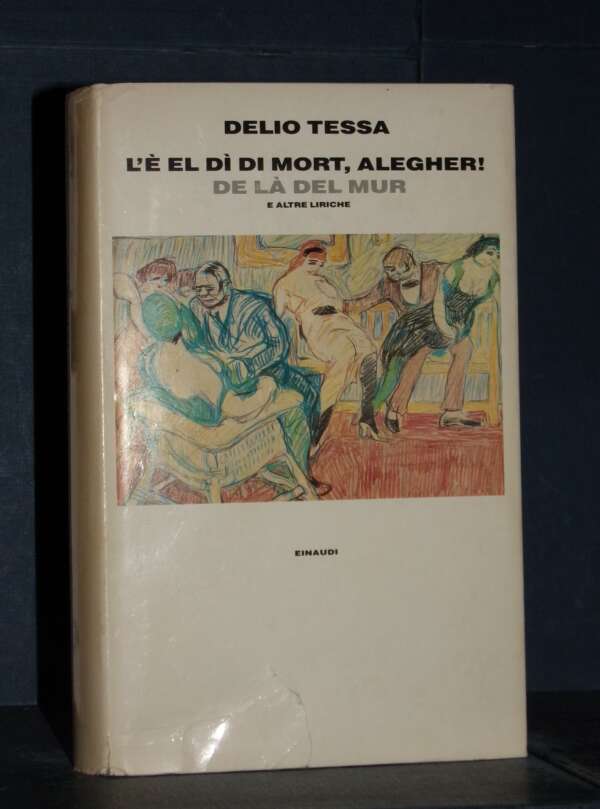 DELIO TESSA
L'È EL DÌ DI MORT, ALEGHER!
DE LÀ DEL MUR
E ALTRE LIRICHE
EINAUDI